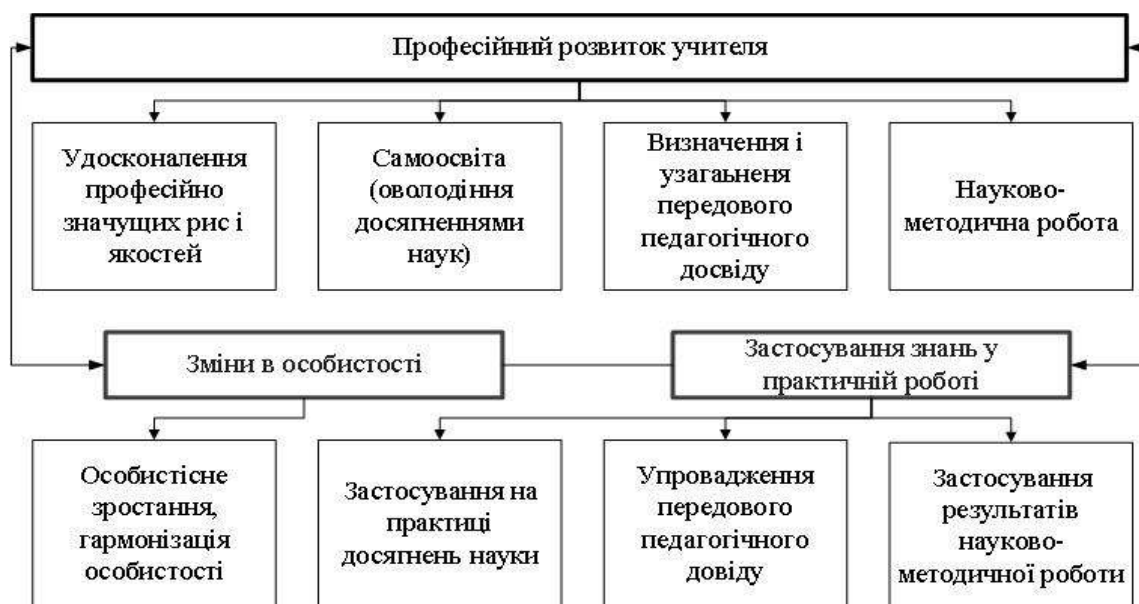 Професійний розвиток учителя
Удосконалення
професійно
значущих рис і
якостей
Самоосвіта
(оволодіння
досягненнями
наук)
Визначення і
узагаьненя
передового
педагогічного
досвіду
Науково-
методична робота
Зміни в особистості
Застосування знань у
практичній роботі
Особистісне
зростання,
гармонізація
особистості
Застосування на
практиці
досягнень науки
Упровадження
передового
педагогічного
довіду
Застосування
результатів
науково-
методичної роботи